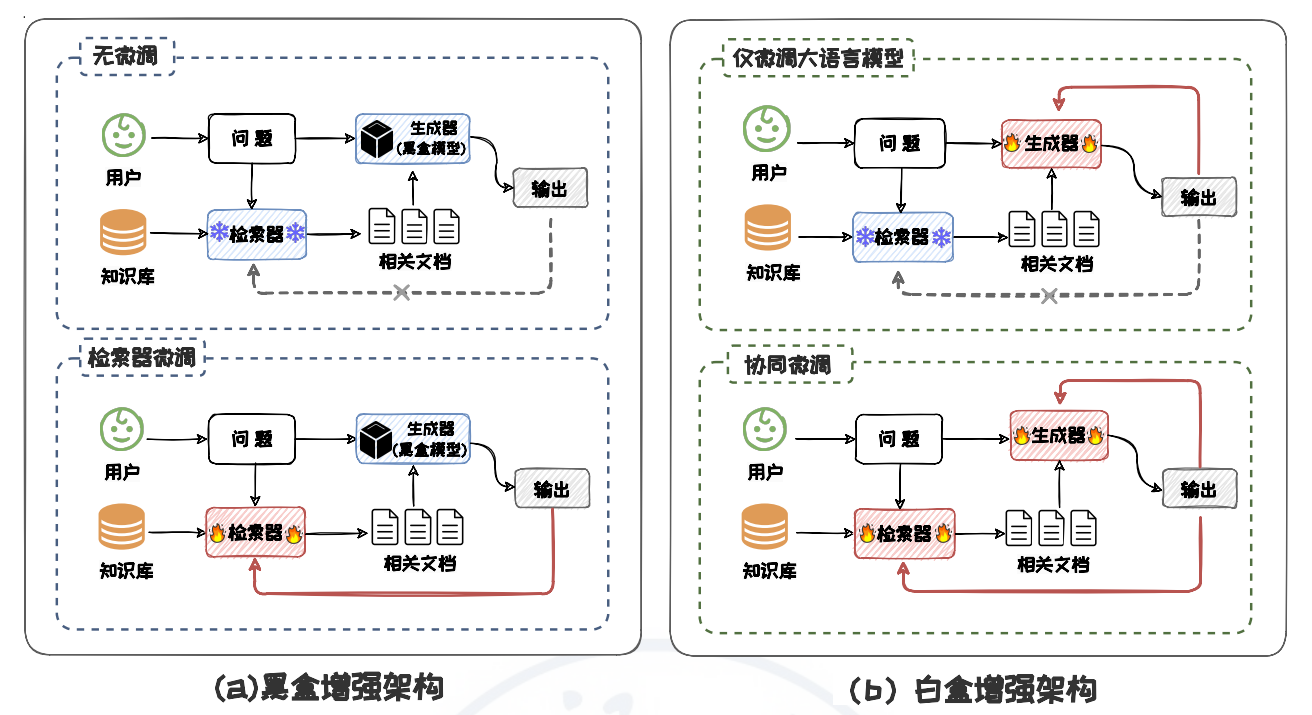 无微调
用户
问题
生成器
(黑盒模型)
输出
知识库
检索器
相关文档
检索器微调
用户
问题
生成器
(黑盒模型)
输出
知识库
检索器
相关文档
(a)黑盒增强架构
仅微调大语言模型
用户
问题
生成器
输出
知识库
检索器
相关文档
协同微调
用户
问题
生成器
输出
知识库
检索器
相关文档
(b) 白盒增强架构